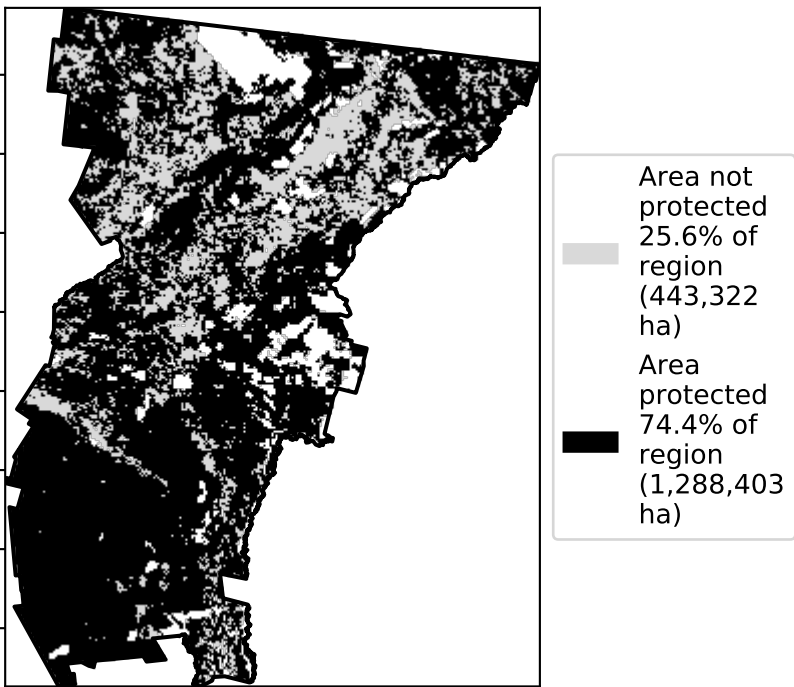 Area not
protected
25.6% of
region
(443,322
ha)
Area
protected
74.4% of
region
(1,288,403
ha)